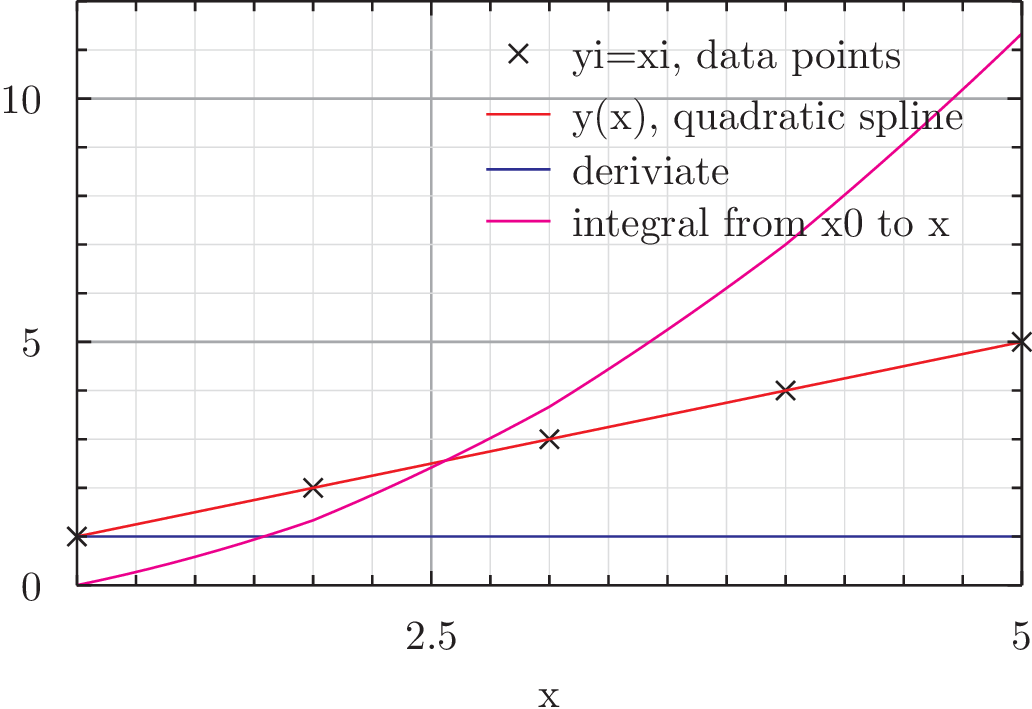 yi=xi, data points
10
y(x), quadratic spline
deriviate
integral from x0 to x
5
0
2.5 5
x